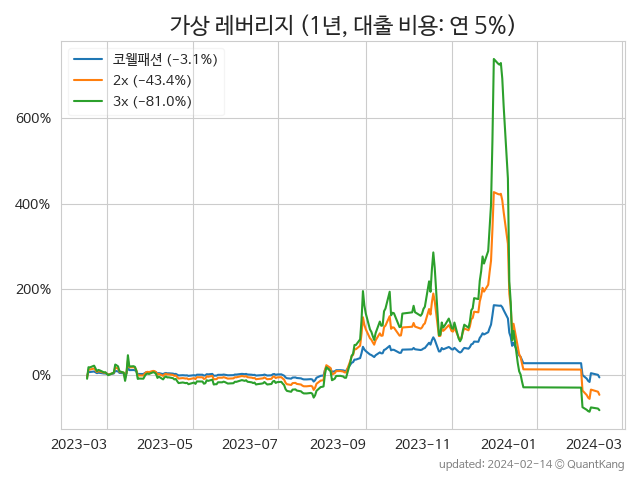 가상 레버리지 (1년, 대출 비용: 연 5%)
코웰패션 (-3.1%)
2x (-43.4%)
3x (-81.0%)
600%
400%
200%
0%
2023-03 2023-05 2023-07 2023-09 2023-11 2024-01 2024-03
updated: 2024-02-14 © QuantKang